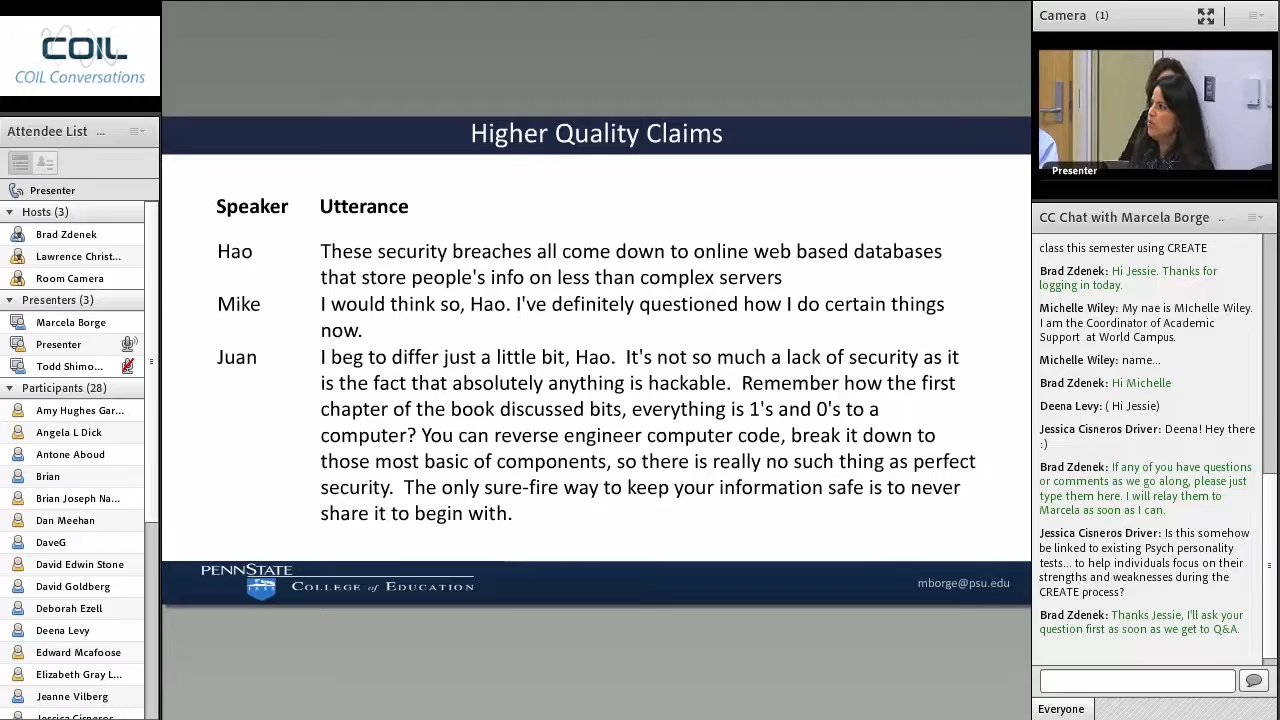 COIL
COIL Conversations
Attendee List ...
Presenter
Hosts (3)
Brad Zdenek
Lawrence Christ...
Room Camera
Presenters (3)
Marcela Borge
Presenter
Todd Shimo...
Participants (28)
Amy Hughes Gar...
Angela L Dick
Antone Aboud
Brian
Brian Joseph Na...
Dan Meehan
DaveG
David Edwin Stone
David Goldberg
Deborah Ezell
Deena Levy
Edward Mcafoose
Elizabeth Gray L...
Jeanne Vilberg
Jessica Cisneros
Higher Quality Claims
Speaker Utterance
Hao These security breaches all come down to online web based databases
that store people's info on less than complex servers
Mike I would think so, Hao. I've definitely questioned how I do certain things
now.
Juan I beg to differ just a little bit, Hao. It's not so much a lack of security as it
is the fact that absolutely anything is hackable. Remember how the first
chapter of the book discussed bits, everything is 1's and 0's to a
computer? You can reverse engineer computer code, break it down to
those most basic of components, so there is really no such thing as perfect
security. The only sure-fire way to keep your information safe is to never
share it to begin with.
PENNSTATE
COLLEGE of EDUCATION
mborge@psu.edu
Camera (1)
Presenter
CC Chat with Marcela Borge ..
class this semester using CREATE
Brad Zdenek: Hi Jessie. Thanks for
logging in today.
Michelle Wiley: My nae is MIchelle Wiley.
I am the Coordinator of Academic
Support at World Campus.
Michelle Wiley: name...
Brad Zdenek: Hi Michelle
Deena Levy: ( Hi Jessie)
Jessica Cisneros Driver: Deena! Hey there
:)
Brad Zdenek: If any of you have questions
or comments as we go along, please just
type them here. I will relay them to
Marcela as soon as I can.
Jessica Cisneros Driver: Is this somehow
be linked to existing Psych personality
tests... to help individuals focus on their
strengths and weaknesses during the
CREATE process?
Brad Zdenek: Thanks Jessie, I'll ask your
question first as soon as we get to Q&A.
Everyone